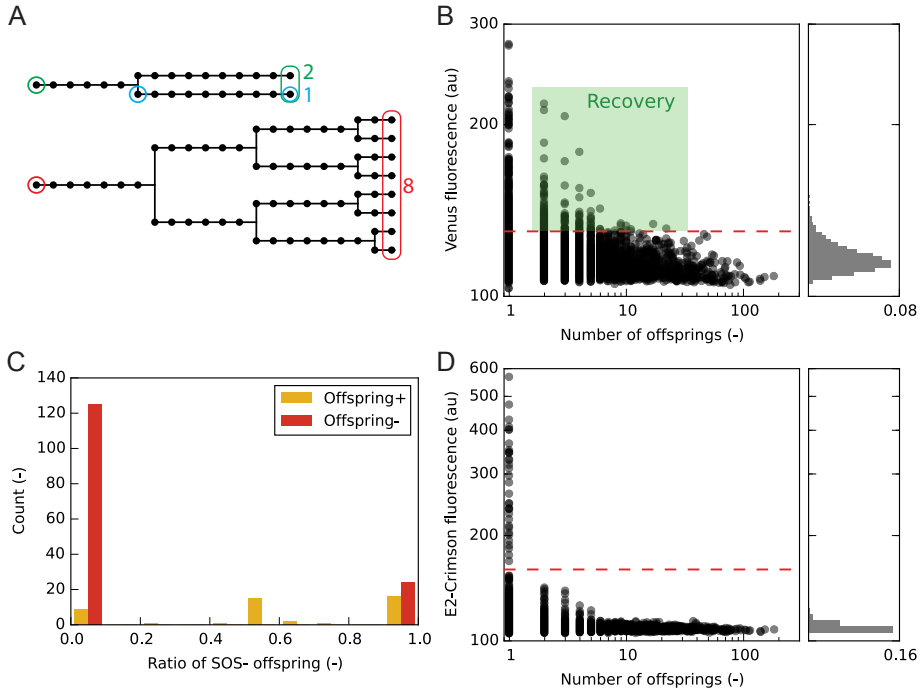 A
2
1
8
B
300
200
100
Venus fluorescence (au)
Recovery
1
10
100
Number of offsprings (-)
0.08
C
140
120
100
80
60
40
20
0
Count (-)
Offspring+
Offspring-
0.0
0.2
0.4
0.6
0.8
1.0
Ratio of SOS- offspring (-)
D
600
500
400
300
200
100
E2-Crimson fluorescence (au)
1
10
100
Number of offsprings (-)
0.16